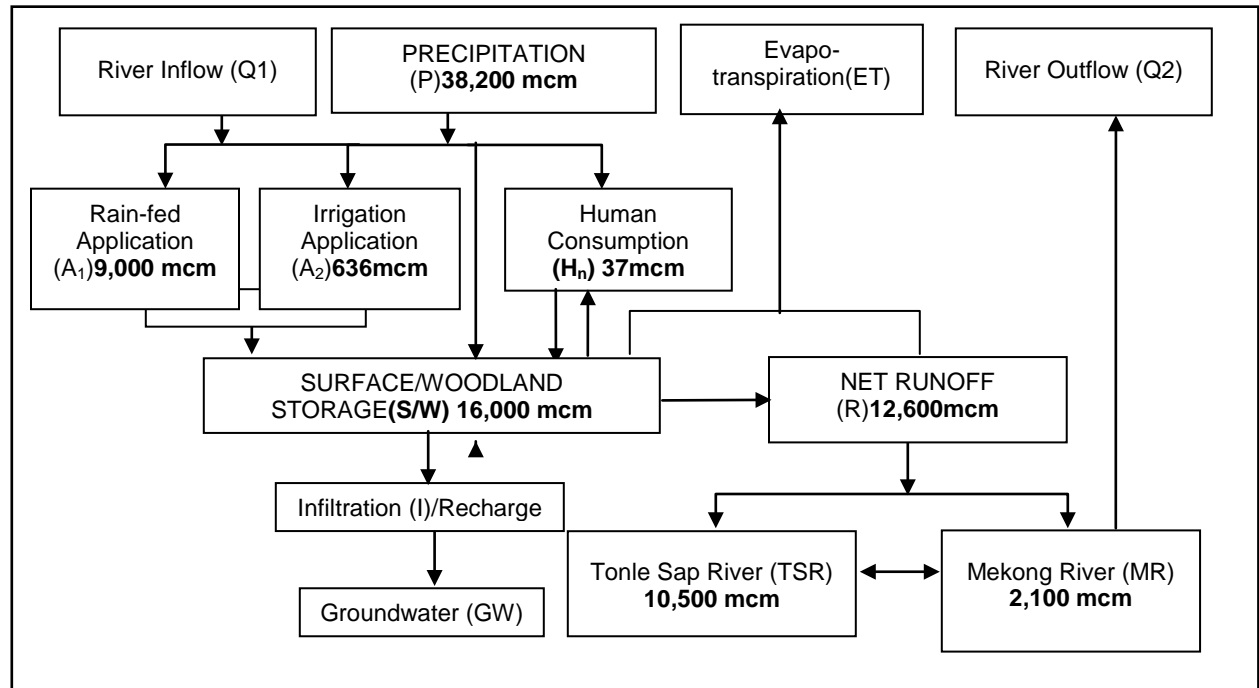 River Inflow (Q1)
PRECIPITATION
(P)38,200 mcm
Evapo-
transpiration(ET)
River Outflow (Q2)
Rain-fed
Application
(A₁)9,000 mcm
Irrigation
Application
(A₂)636mcm
Human
Consumption
(Hₙ) 37mcm
SURFACE/WOODLAND
STORAGE(S/W) 16,000 mcm
NET RUNOFF
(R)12,600mcm
Infiltration (I)/Recharge
Groundwater (GW)
Tonle Sap River (TSR)
10,500 mcm
Mekong River (MR)
2,100 mcm